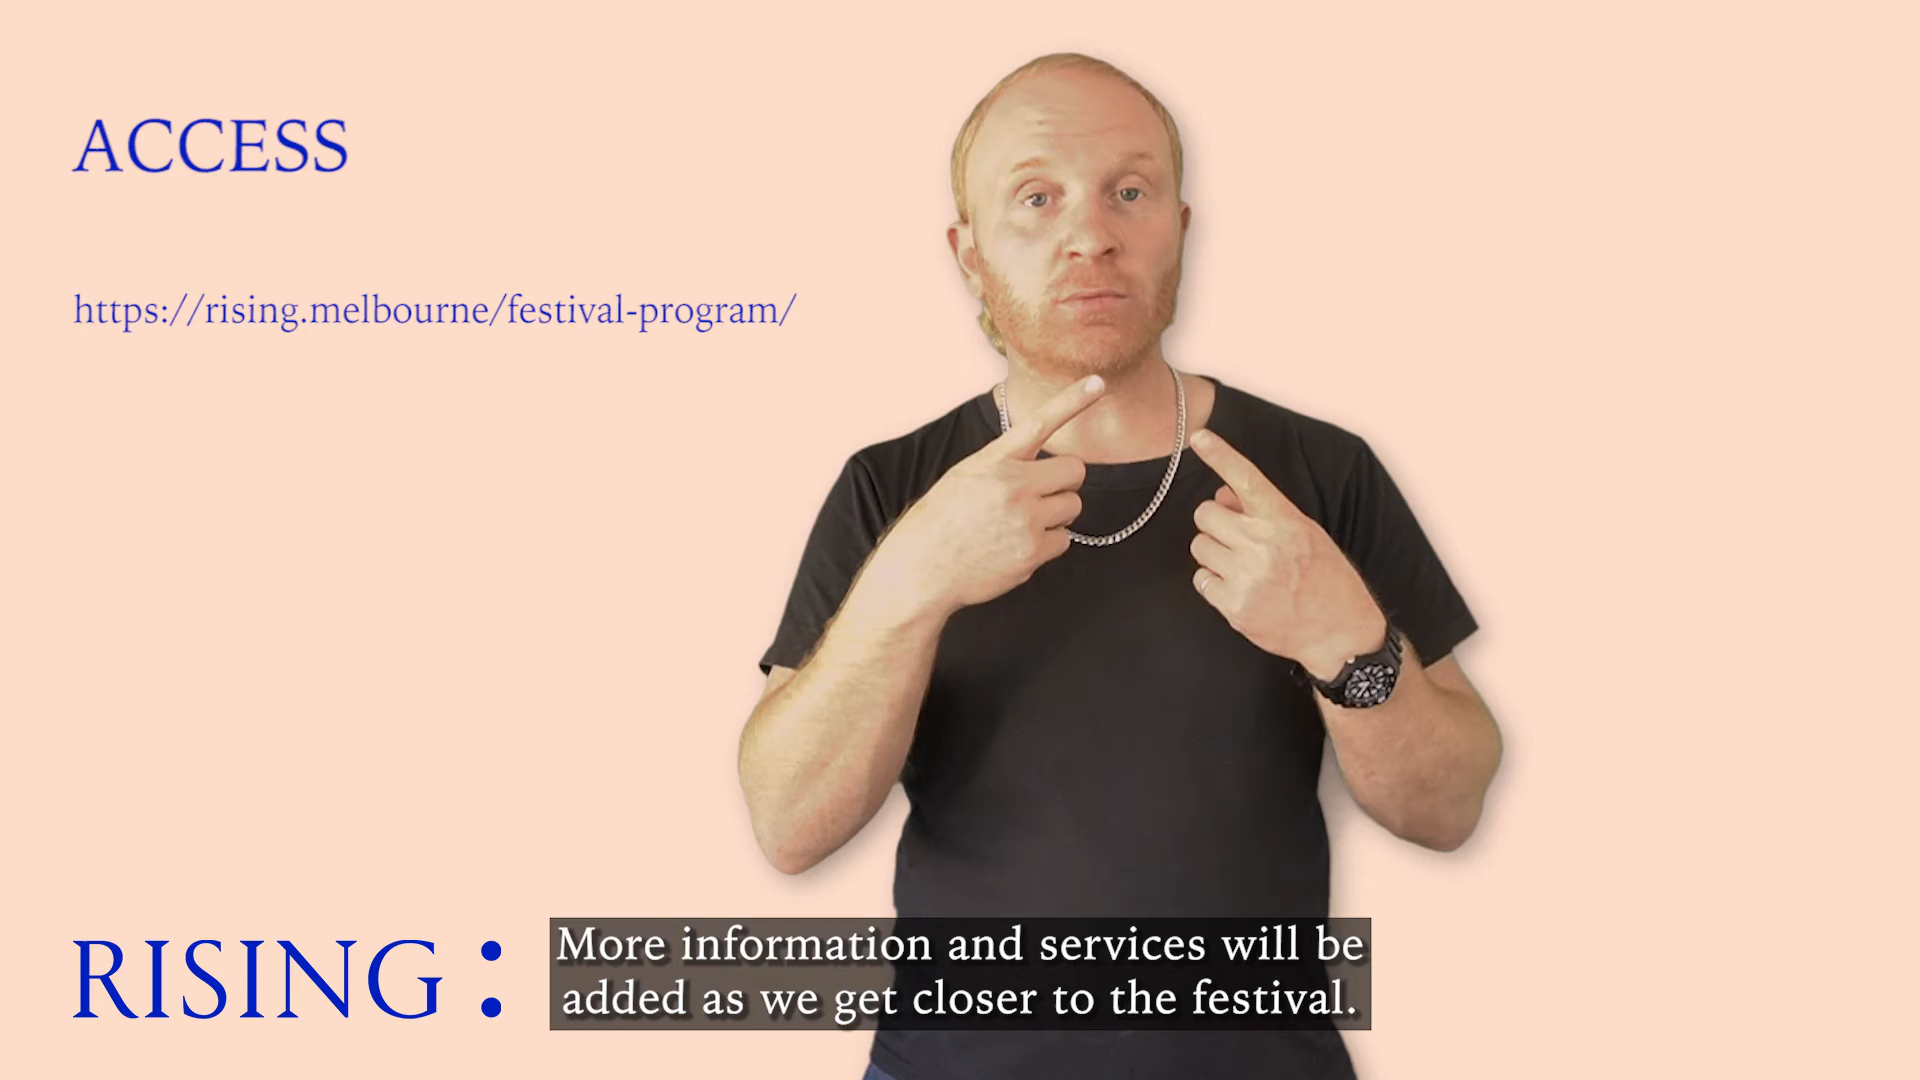 ACCESS
https://rising.melbourne/festival-program/
RISING:
More information and services will be
added as we get closer to the festival.